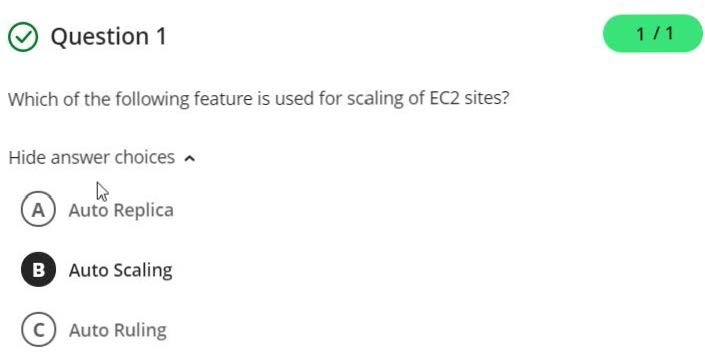 Question 1
1 / 1
Which of the following feature is used for scaling of EC2 sites?
Hide answer choices
A Auto Replica
B Auto Scaling
C Auto Ruling